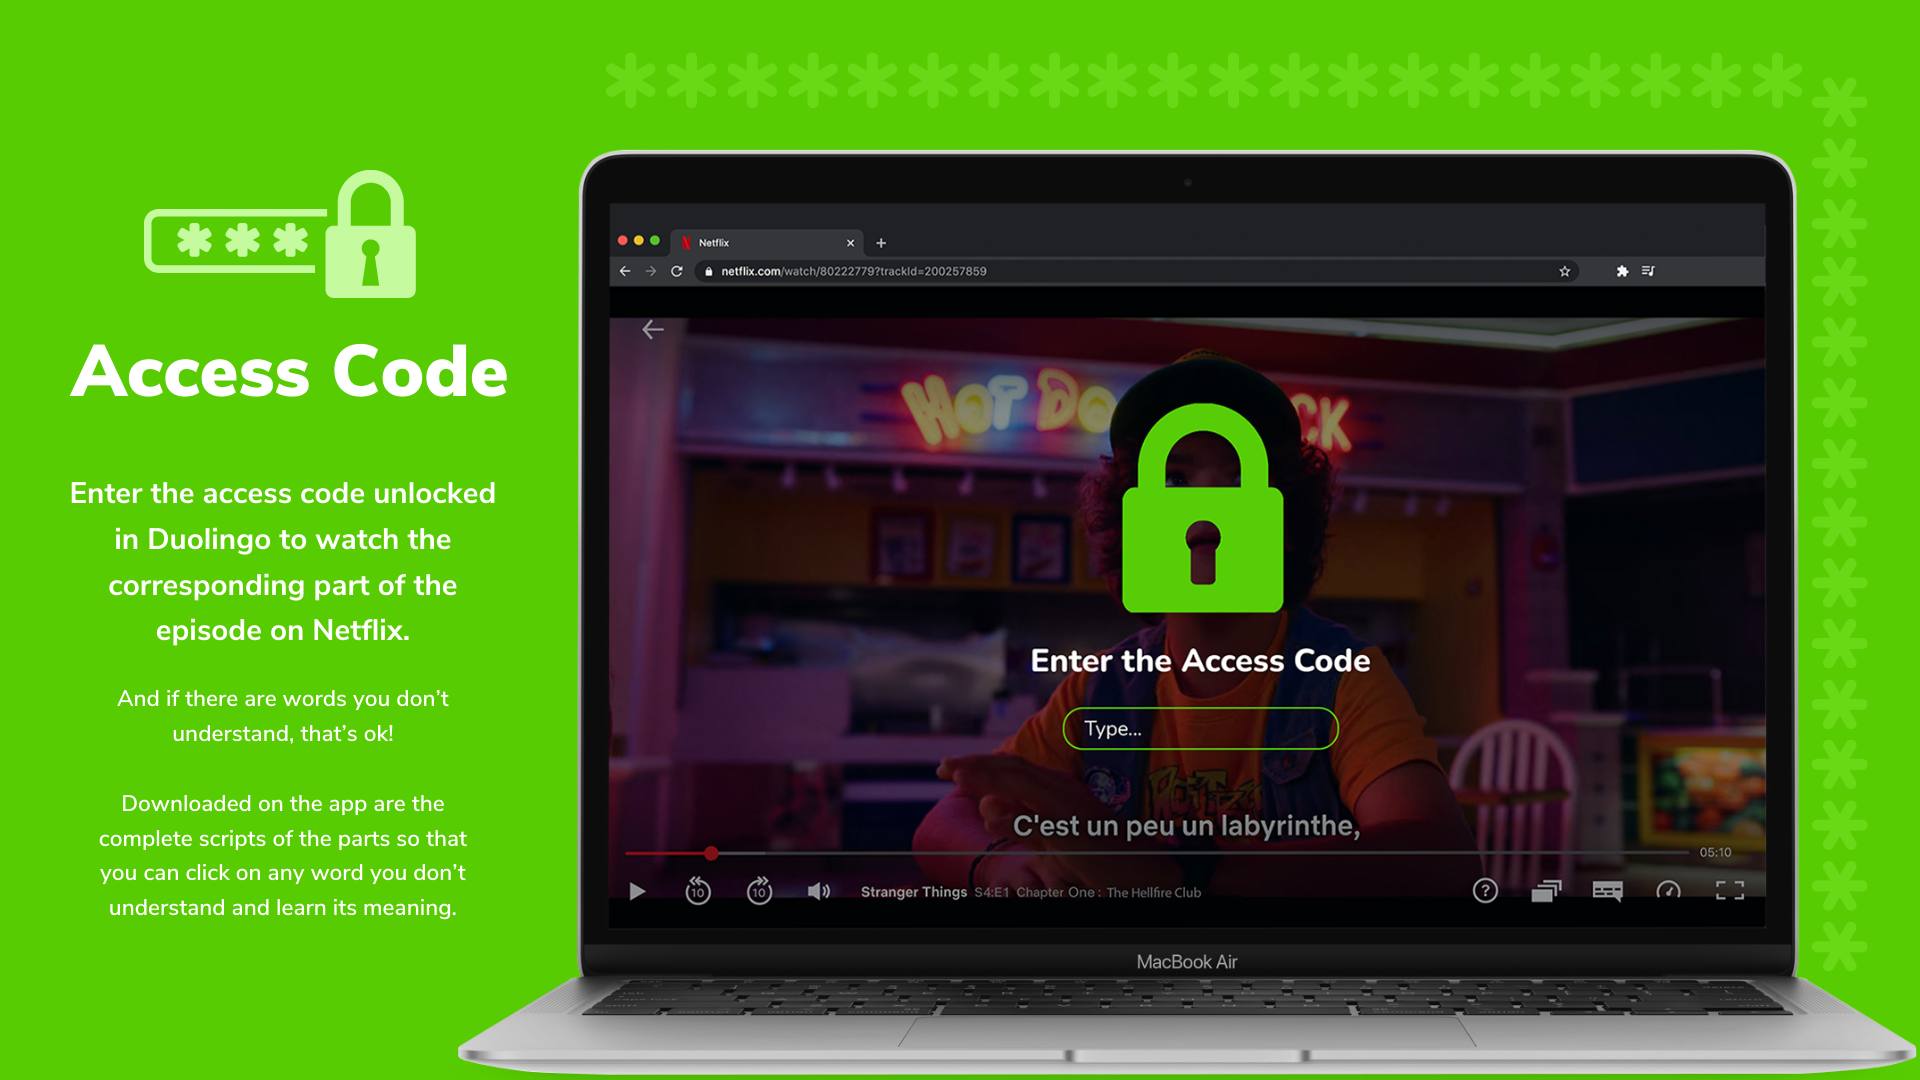 ***
Access Code
Enter the access code unlocked
in Duolingo to watch the
corresponding part of the
episode on Netflix.
And if there are words you don't
understand, that's ok!
Downloaded on the app are the
complete scripts of the parts so that
you can click on any word you don't
understand and learn its meaning.
Netflix
netflix.com/watch/80222779?trackId=200257859
HOT DO CK
Enter the Access Code
Type...
C'est un peu un labyrinthe,
05:10
10
10
Stranger Things S4:E1 Chapter One : The Hellfire Club
?
MacBook Air